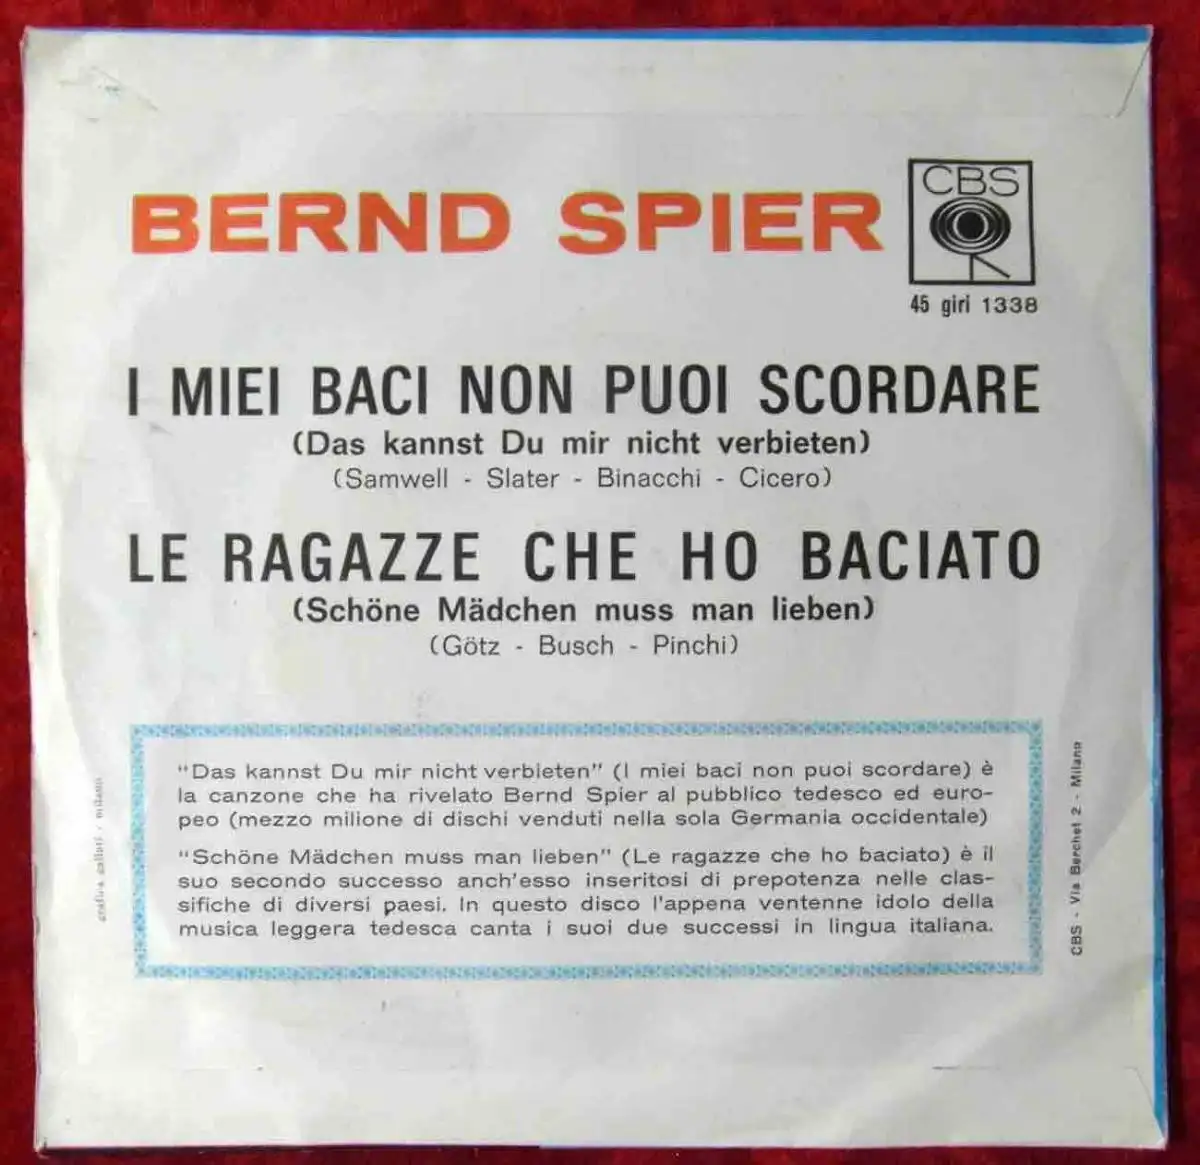 BERND SPIER
CBS
45 giri 1338
I MIEI BACI NON PUOI SCORDARE
(Das kannst Du mir nicht verbieten)
(Samwell - Slater - Binacchi - Cicero)
LE RAGAZZE CHE HO BACIATO
(Schöne Mädchen muss man lieben)
(Götz - Busch - Pinchi)
"Das kannst Du mir nicht verbieten" (I miei baci non puoi scordare) è
la canzone che ha rivelato Bernd Spier al pubblico tedesco ed euro-
peo (mezzo milione di dischi venduti nella sola Germania occidentale)
"Schöne Mädchen muss man lieben" (Le ragazze che ho baciato) è il
suo secondo successo anch'esso inseritosi di prepotenza nelle clas-
sifiche di diversi paesi. In questo disco l'appena ventenne idolo della
musica leggera tedesca canta i suoi due successi in lingua italiana.
grafica gallati - milano
CBS - Via Berchet 2 - Milano